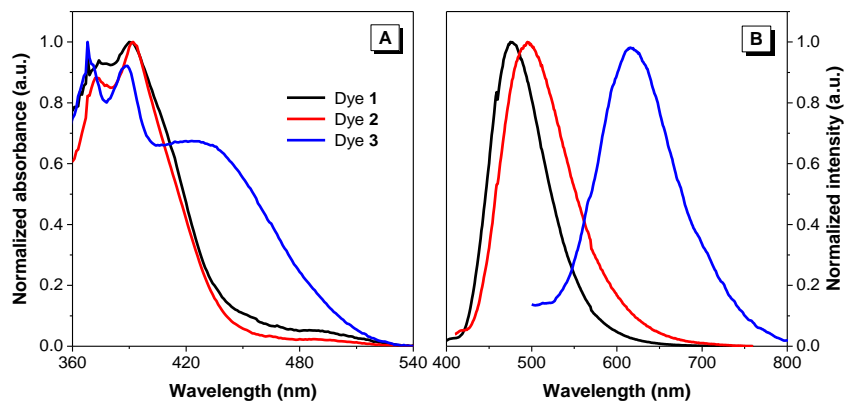 A
B
Normalized absorbance (a.u.)
1.0
0.8
0.6
0.4
0.2
0.0
Dye 1
Dye 2
Dye 3
360
420
480
540
Wavelength (nm)
400
500
600
700
800
Wavelength (nm)
1.0
0.8
0.6
0.4
0.2
0.0
Normalized intensity (a.u.)